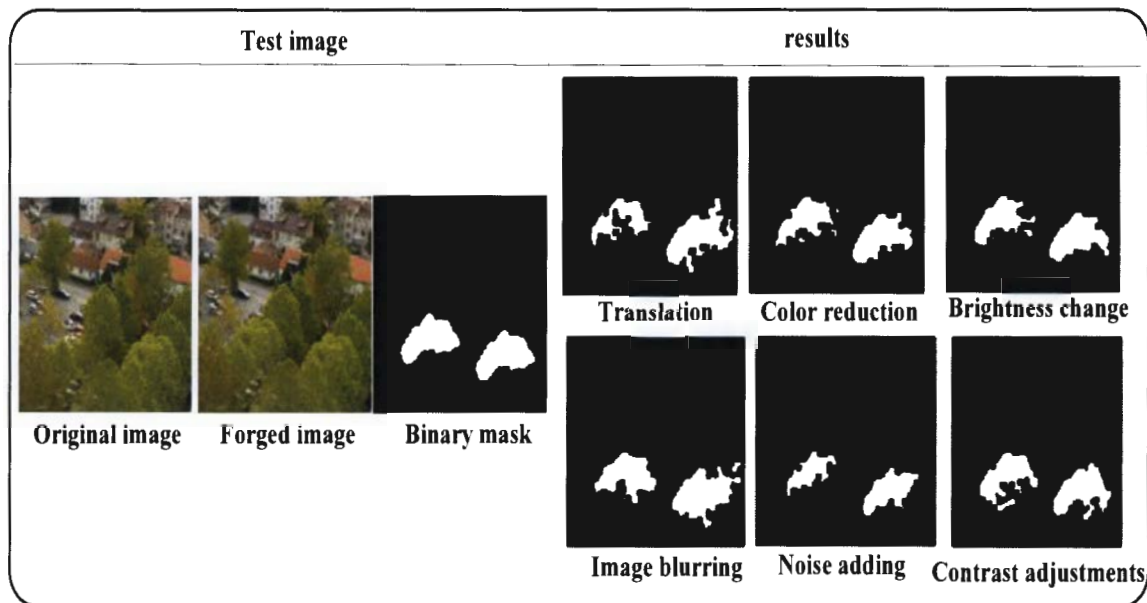 Test image
results
Translation
Color reduction
Brightness change
Original image
Forged image
Binary mask
Image blurring
Noise adding
Contrast adjustments